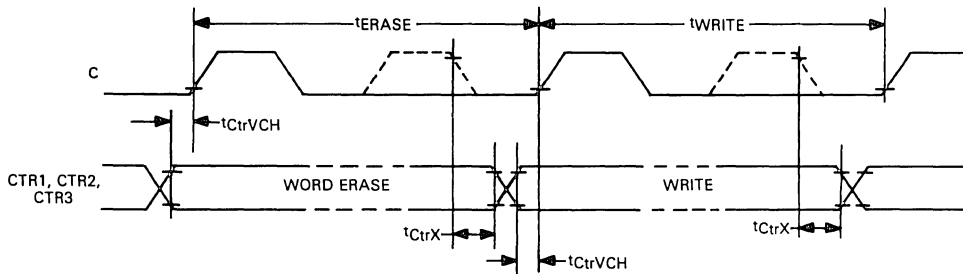 tERASE
tWRITE
C
tCtrVCH
CTR1, CTR2,
CTR3
WORD ERASE
WRITE
tCtrX
tCtrX
tCtrVCH